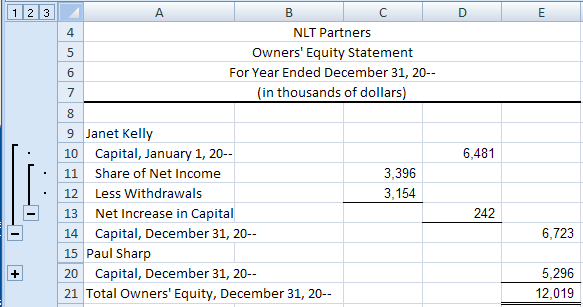 1 2 3 A B C D E
4 NLT Partners
5 Owners' Equity Statement
6 For Year Ended December 31, 20--
7 (in thousands of dollars)
8
9 Janet Kelly
10 Capital, January 1, 20-- 6,481
11 Share of Net Income 3,396
12 Less Withdrawals 3,154
13 Net Increase in Capital 242
14 Capital, December 31, 20-- 6,723
15 Paul Sharp
20 Capital, December 31, 20-- 5,296
21 Total Owners' Equity, December 31, 20-- 12,019